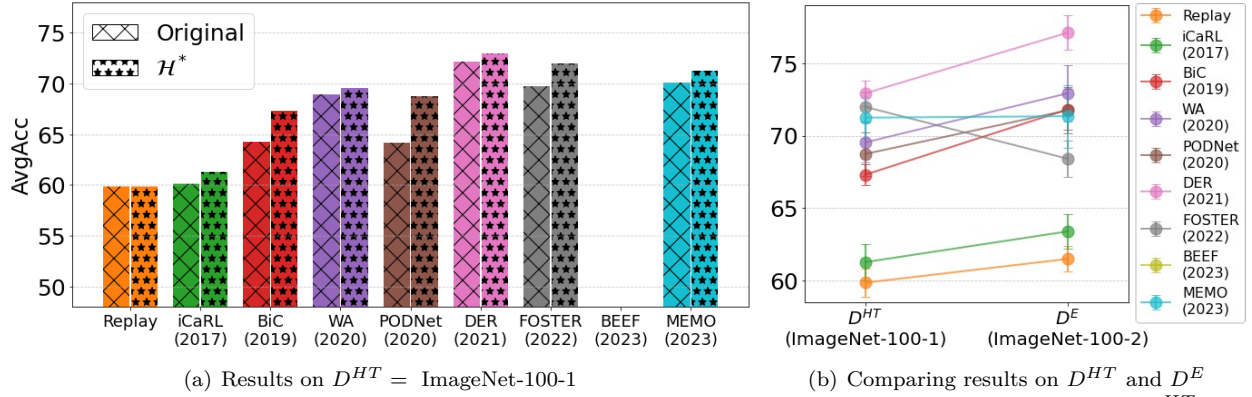 Original
H*
AvgAcc
75
70
65
60
55
50
Replay
iCaRL
(2017)
BiC
(2019)
WA
(2020)
PODNet
(2020)
DER
(2021)
FOSTER
(2022)
BEEF
(2023)
MEMO
(2023)
(a) Results on D^{HT} = ImageNet-100-1
75
70
65
60
D^{HT}
(ImageNet-100-1)
D^{E}
(ImageNet-100-2)
Replay
iCaRL
(2017)
BiC
(2019)
WA
(2020)
PODNet
(2020)
DER
(2021)
FOSTER
(2022)
BEEF
(2023)
MEMO
(2023)
(b) Comparing results on D^{HT} and D^{E}